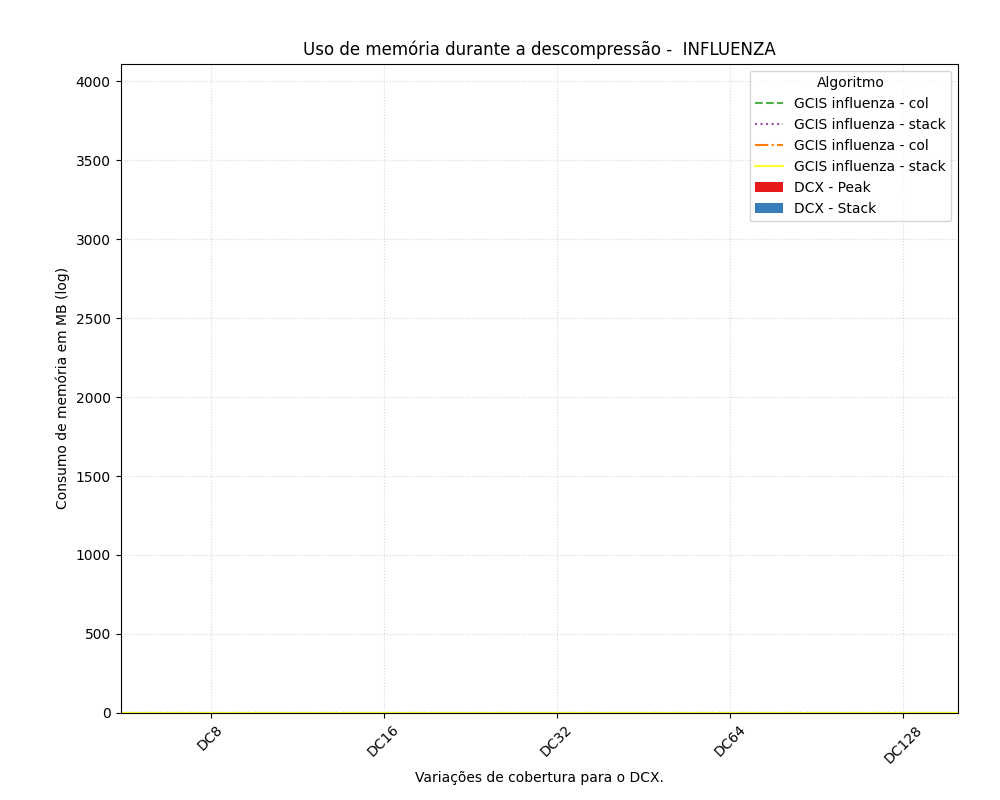 Uso de memória durante a descompressão -  INFLUENZA
Algoritmo
GCIS influenza - col
GCIS influenza - stack
GCIS influenza - col
GCIS influenza - stack
DCX - Peak
DCX - Stack
Consumo de memória em MB (log)
4000
3500
3000
2500
2000
1500
1000
500
0
DC8
DC16
DC32
DC64
DC128
Variações de cobertura para o DCX.